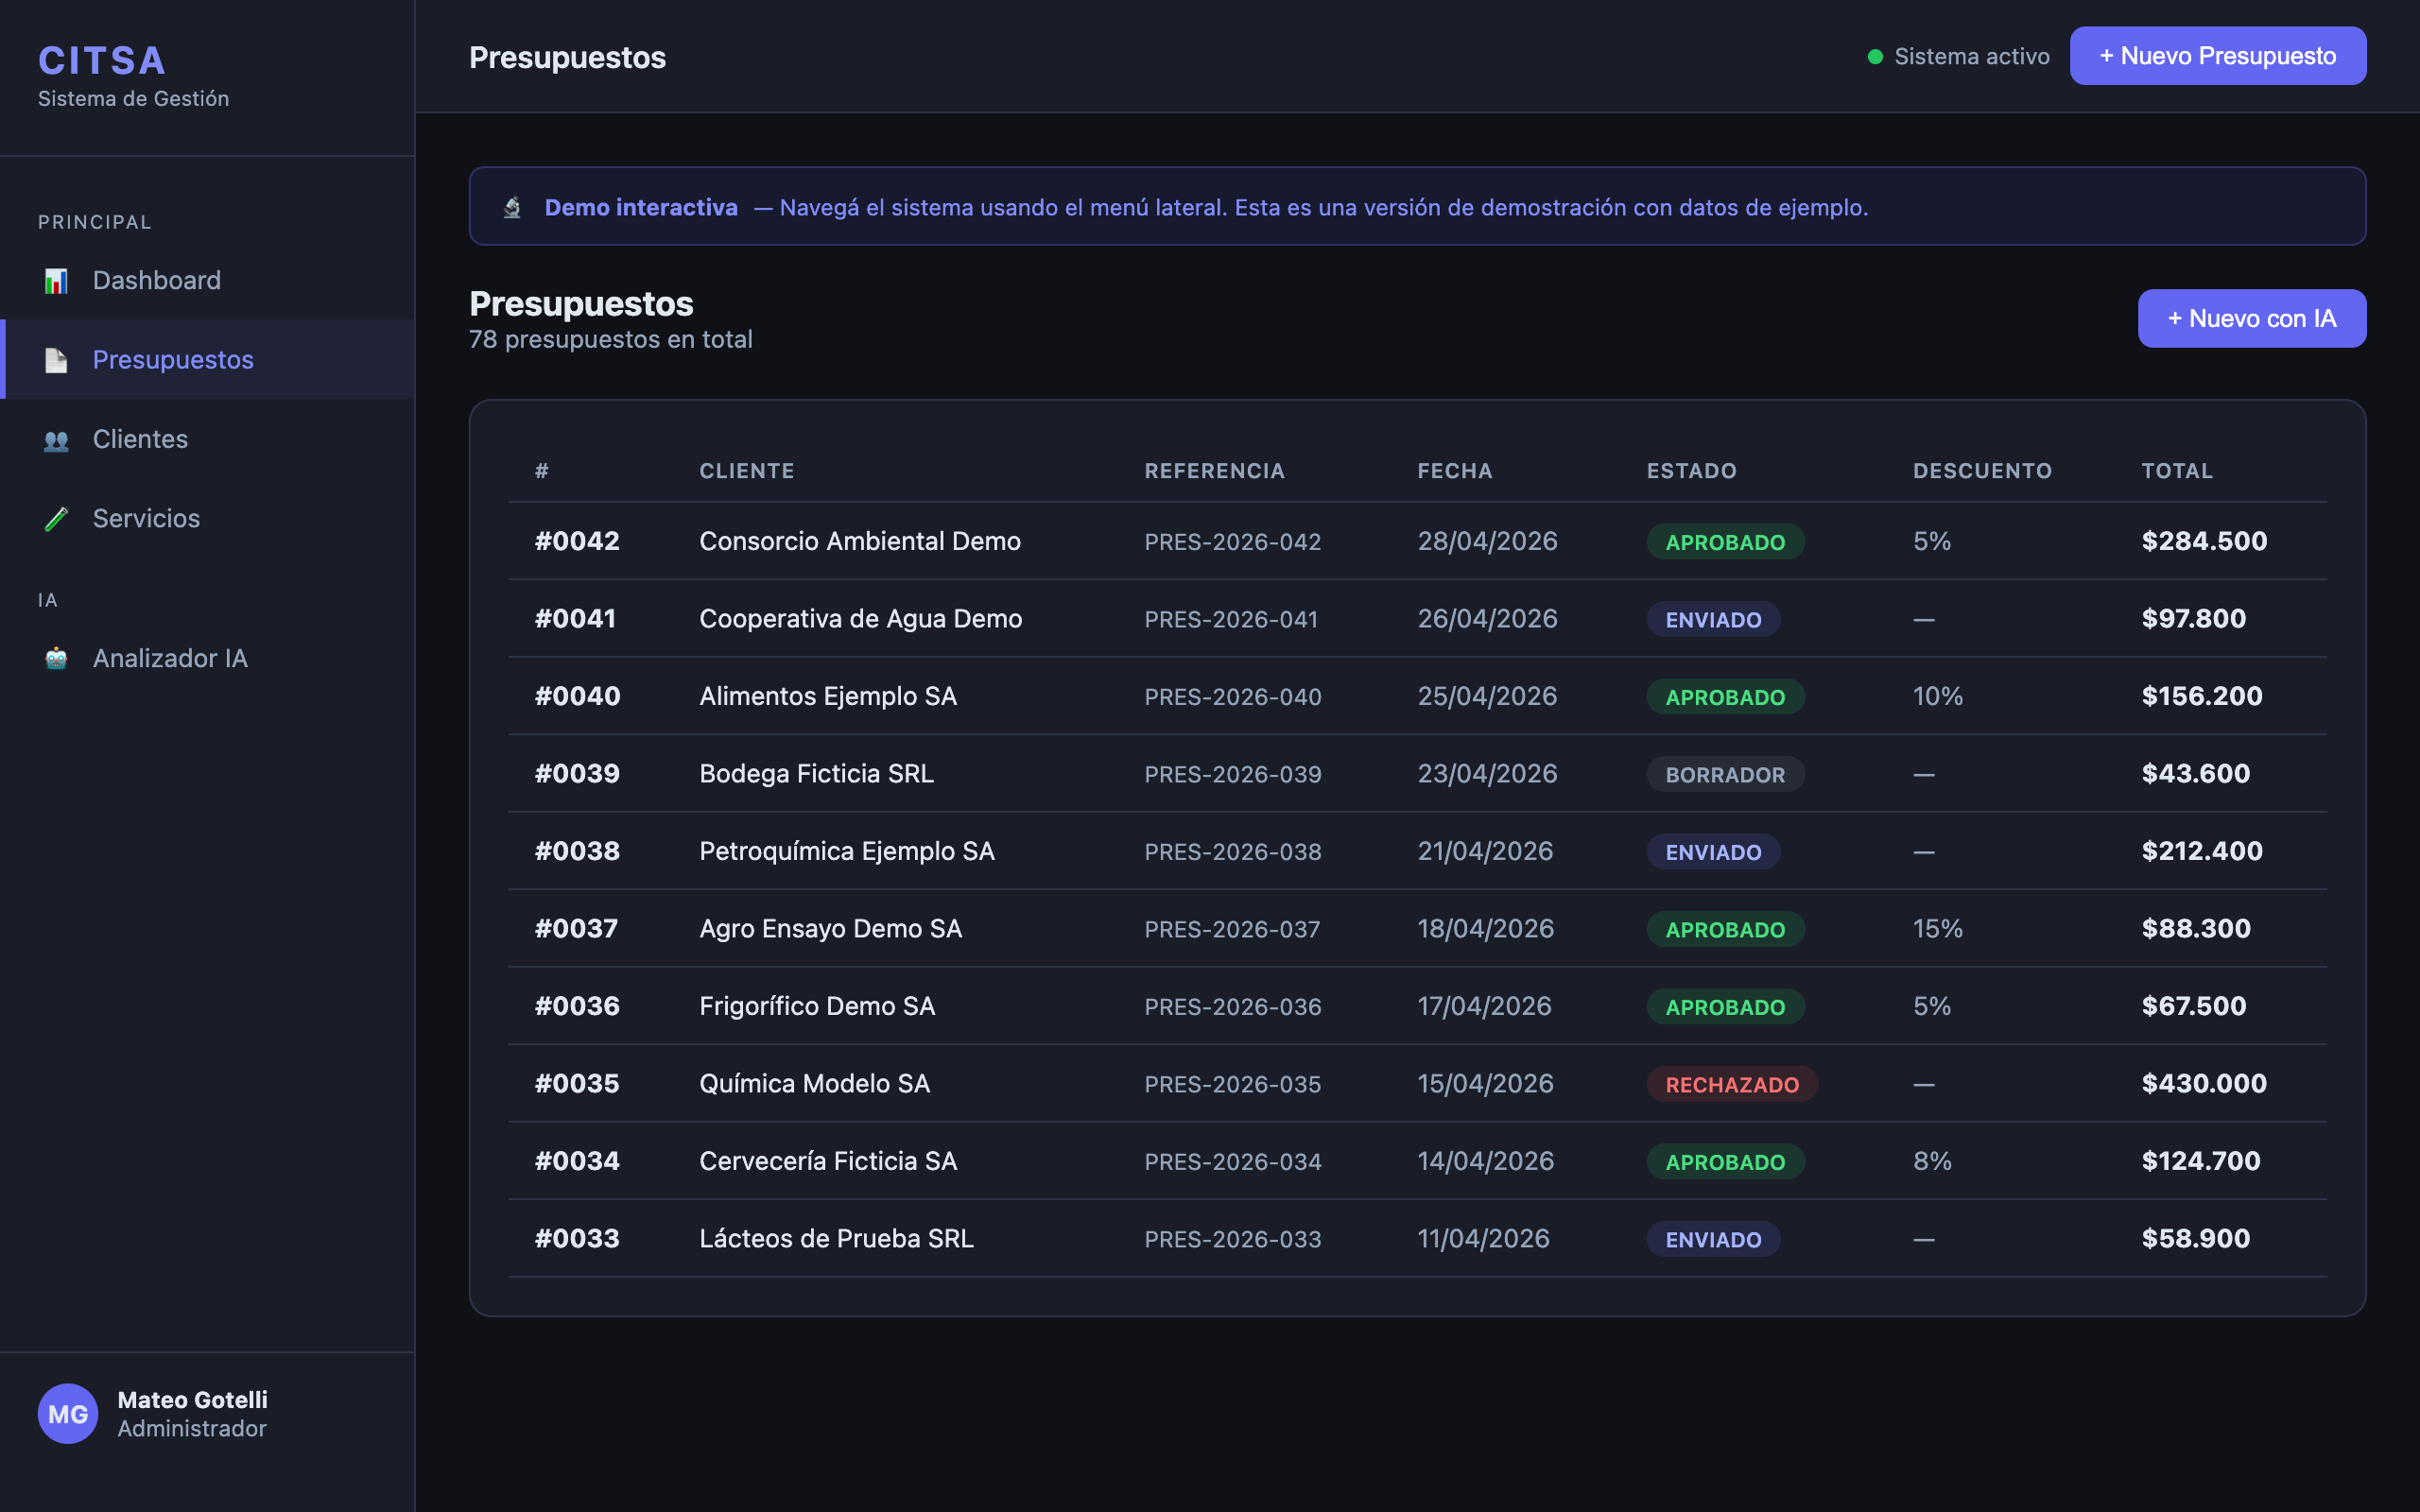 CITSA
Sistema de Gestión
PRINCIPAL
Dashboard
Presupuestos
Clientes
Servicios
IA
Analizador IA
MG
Mateo Gotelli
Administrador
Presupuestos
Sistema activo
+ Nuevo Presupuesto
Demo interactiva — Navegá el sistema usando el menú lateral. Esta es una versión de demostración con datos de ejemplo.
Presupuestos
78 presupuestos en total
+ Nuevo con IA
# CLIENTE REFERENCIA FECHA ESTADO DESCUENTO TOTAL
#0042 Consorcio Ambiental Demo PRES-2026-042 28/04/2026 APROBADO 5% $284.500
#0041 Cooperativa de Agua Demo PRES-2026-041 26/04/2026 ENVIADO — $97.800
#0040 Alimentos Ejemplo SA PRES-2026-040 25/04/2026 APROBADO 10% $156.200
#0039 Bodega Ficticia SRL PRES-2026-039 23/04/2026 BORRADOR — $43.600
#0038 Petroquímica Ejemplo SA PRES-2026-038 21/04/2026 ENVIADO — $212.400
#0037 Agro Ensayo Demo SA PRES-2026-037 18/04/2026 APROBADO 15% $88.300
#0036 Frigorífico Demo SA PRES-2026-036 17/04/2026 APROBADO 5% $67.500
#0035 Química Modelo SA PRES-2026-035 15/04/2026 RECHAZADO — $430.000
#0034 Cervecería Ficticia SA PRES-2026-034 14/04/2026 APROBADO 8% $124.700
#0033 Lácteos de Prueba SRL PRES-2026-033 11/04/2026 ENVIADO — $58.900